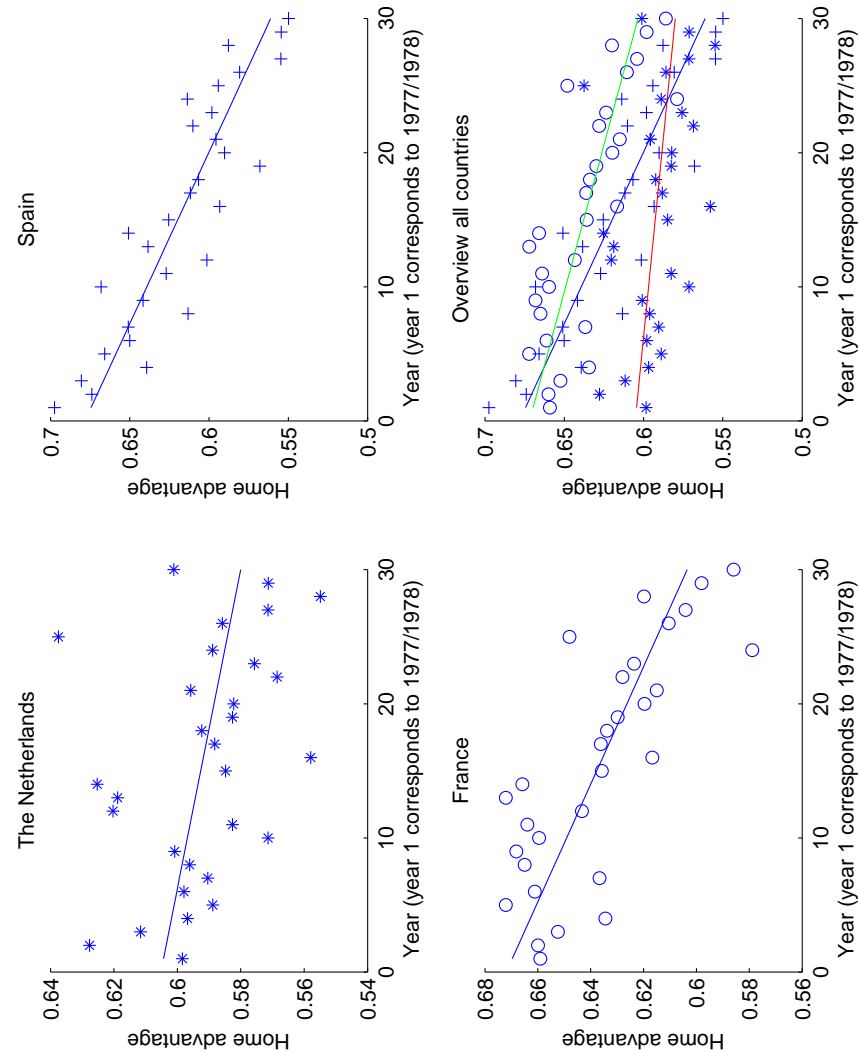 The Netherlands
0.64
0.62
0.6
0.58
0.56
0.54
Home advantage
0 10 20 30
Year (year 1 corresponds to 1977/1978)
Spain
0.7
0.65
0.6
0.55
0.5
Home advantage
0 10 20 30
Year (year 1 corresponds to 1977/1978)
France
0.68
0.66
0.64
0.62
0.6
0.58
0.56
Home advantage
0 10 20 30
Year (year 1 corresponds to 1977/1978)
Overview all countries
0.7
0.65
0.6
0.55
0.5
Home advantage
0 10 20 30
Year (year 1 corresponds to 1977/1978)